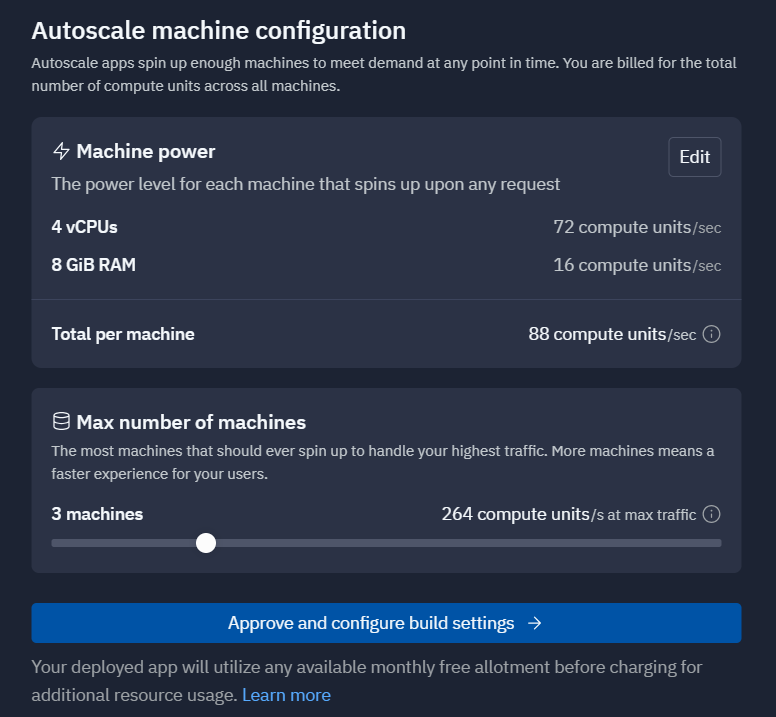 Autoscale machine configuration
Autoscale apps spin up enough machines to meet demand at any point in time. You are billed for the total
number of compute units across all machines.
Machine power
Edit
The power level for each machine that spins up upon any request
4 vCPUs 72 compute units/sec
8 GiB RAM 16 compute units/sec
Total per machine 88 compute units/sec
Max number of machines
The most machines that should ever spin up to handle your highest traffic. More machines means a
faster experience for your users.
3 machines 264 compute units/s at max traffic
Approve and configure build settings →
Your deployed app will utilize any available monthly free allotment before charging for
additional resource usage. Learn more